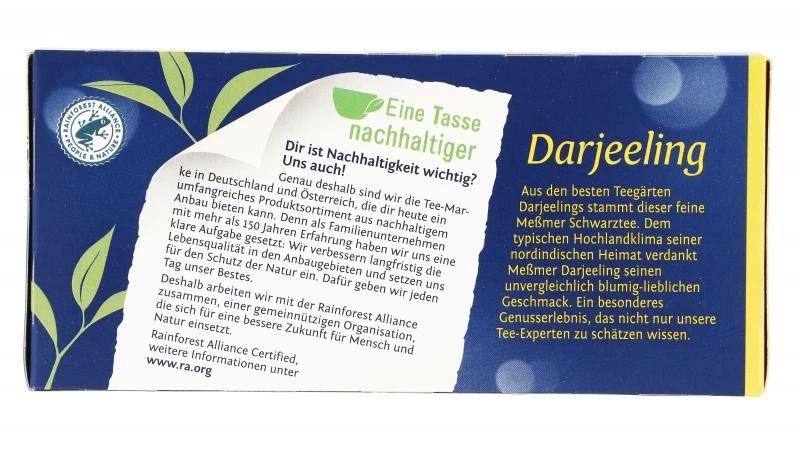 RAINFOREST ALLIANCE
PEOPLE & NATURE
Eine Tasse
nachhaltiger
Dir ist Nachhaltigkeit wichtig?
Uns auch!
Genau deshalb sind wir die Tee-Mar-
ke in Deutschland und Österreich, die dir heute ein
umfangreiches Produktsortiment aus nachhaltigem
Anbau bieten kann. Denn als Familienunternehmen
mit mehr als 150 Jahren Erfahrung haben wir uns eine
klare Aufgabe gesetzt: Wir verbessern langfristig die
Lebensqualität in den Anbaugebieten und setzen uns
für den Schutz der Natur ein. Dafür geben wir jeden
Tag unser Bestes.
Deshalb arbeiten wir mit der Rainforest Alliance
zusammen, einer gemeinnützigen Organisation,
die sich für eine bessere Zukunft für Mensch und
Natur einsetzt.
Rainforest Alliance Certified,
weitere Informationen unter
www.ra.org
Darjeeling
Aus den besten Teegärten
Darjeelings stammt dieser feine
Meßmer Schwarztee. Dem
typischen Hochlandklima seiner
nordindischen Heimat verdankt
Meßmer Darjeeling seinen
unvergleichlich blumig-lieblichen
Geschmack. Ein besonderes
Genusserlebnis, das nicht nur unsere
Tee-Experten zu schätzen wissen.